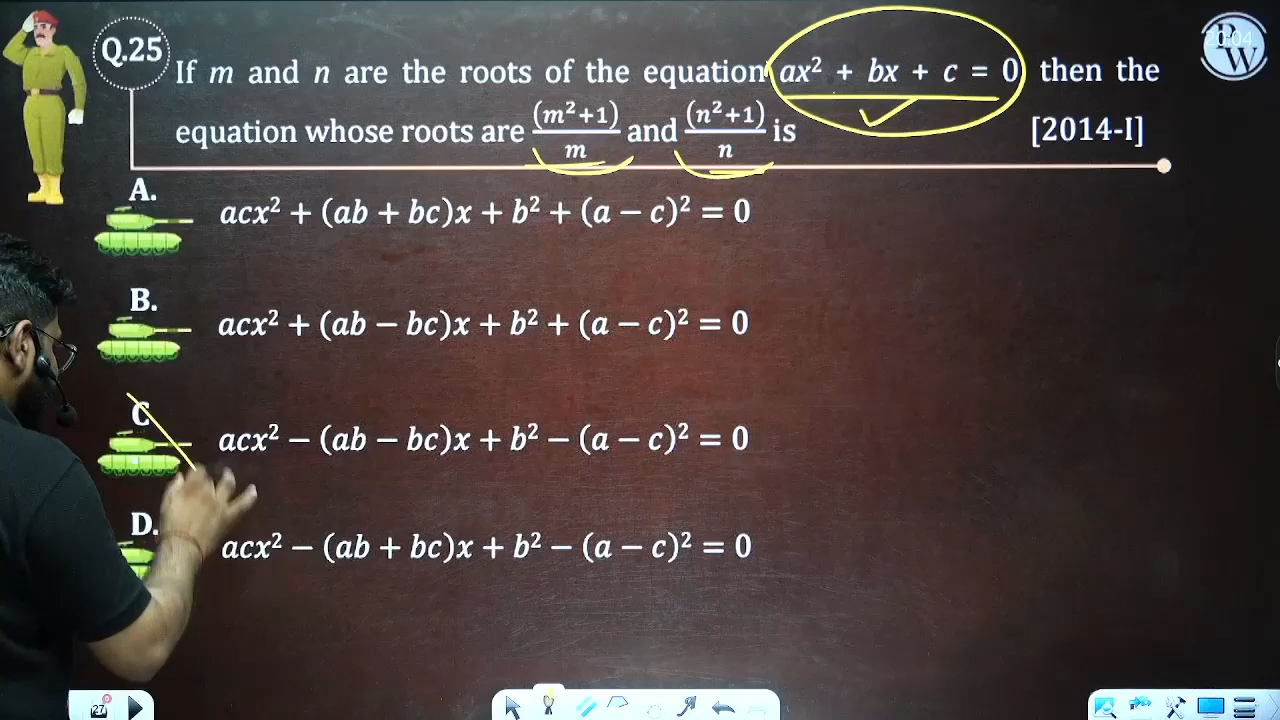 Q.25
If m and n are the roots of the equation ax² + bx + c = 0 then the
equation whose roots are (m²+1)/m and (n²+1)/n is [2014-I]
A. acx² + (ab + bc)x + b² + (a − c)² = 0
B. acx² + (ab − bc)x + b² + (a − c)² = 0
C acx² − (ab − bc)x + b² − (a − c)² = 0
D. acx² − (ab + bc)x + b² − (a − c)² = 0
PW
27